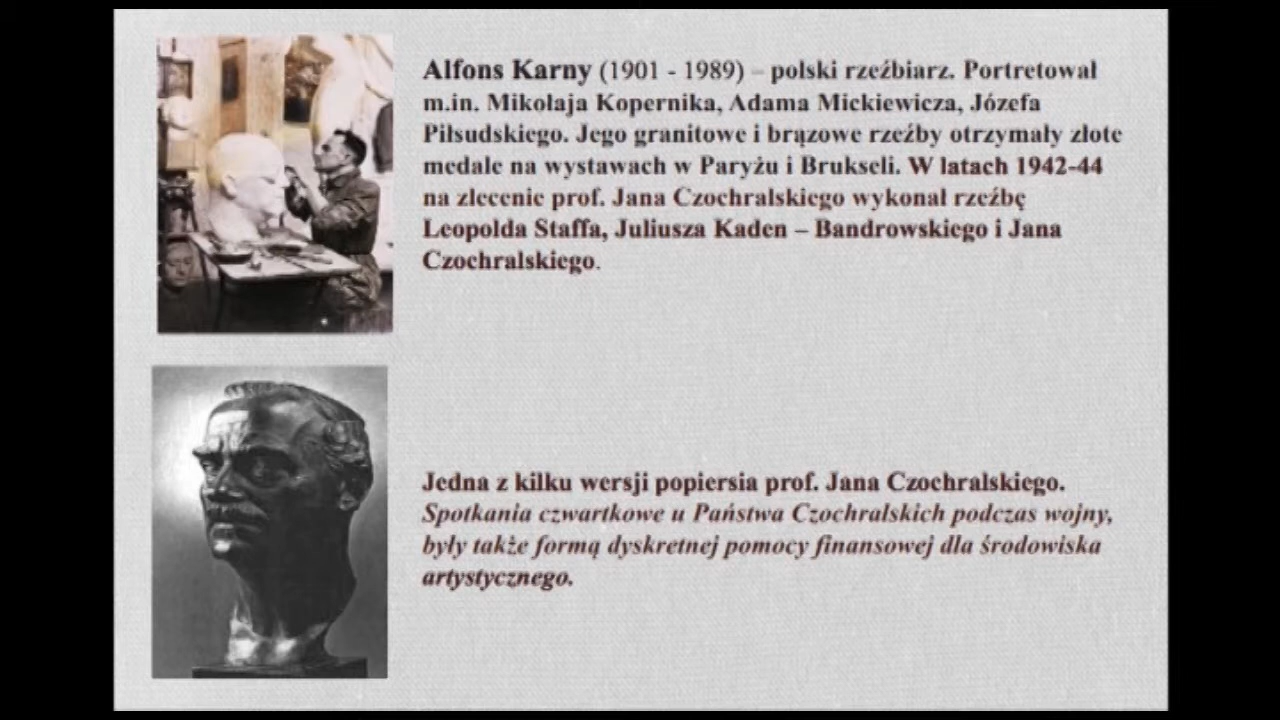 Alfons Karny (1901 - 1989) – polski rzeźbiarz. Portretował
m.in. Mikołaja Kopernika, Adama Mickiewicza, Józefa
Piłsudskiego. Jego granitowe i brązowe rzeźby otrzymały złote
medale na wystawach w Paryżu i Brukseli. W latach 1942-44
na zlecenie prof. Jana Czochralskiego wykonał rzeźbę
Leopolda Staffa, Juliusza Kaden – Bandrowskiego i Jana
Czochralskiego.
Jedna z kilku wersji popiersia prof. Jana Czochralskiego.
Spotkania czwartkowe u Państwa Czochralskich podczas wojny,
były także formą dyskretnej pomocy finansowej dla środowiska
artystycznego.